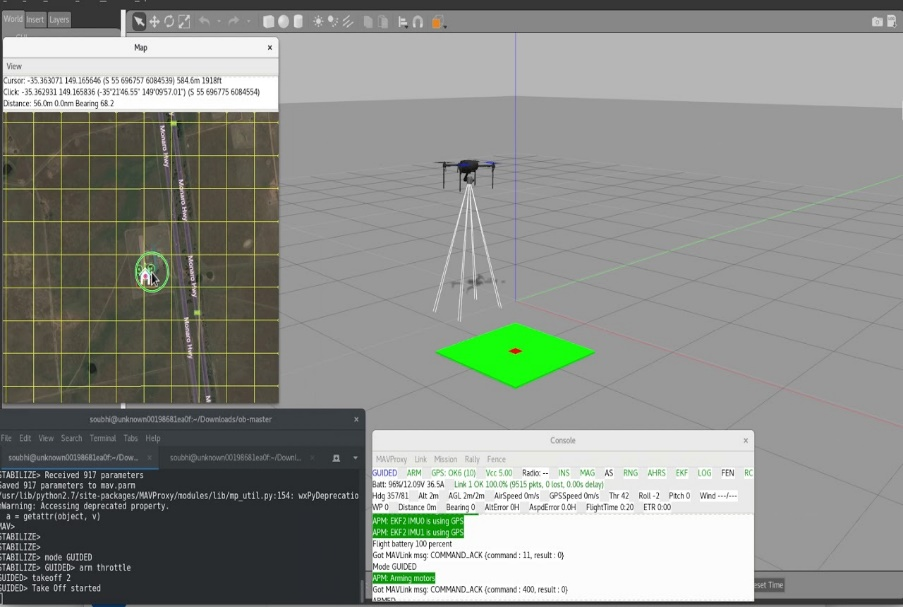 World Insert Layers
Map
View
Cursor: -35.363071 149.165646 (S 55 696757 6084539) 584.6m 1918ft
Click: -35.362931 149.165836 (-35°21'46.55" 149°09'57.01") (S 55 696775 6084554)
Distance: 56.0m 0.0nm Bearing 68.2
Monaro Hwy
Monaro Hwy
Monaro Hwy
Monaro Hwy
soubhi@unknown00198681ea0f:~/Downloads/ob-master
File Edit View Search Terminal Tabs Help
soubhi@unknown00198681ea0f:~/Dow...
soubhi@unknown00198681ea0f:~/Downl...
STABILIZE> Received 917 parameters
Saved 917 parameters to mav.parm
/usr/lib/python2.7/site-packages/MAVProxy/modules/lib/mp_util.py:154: wxPyDeprecatio
nWarning: Accessing deprecated property.
a = getattr(object, v)
MAV>
STABILIZE>
STABILIZE>
STABILIZE> mode GUIDED
STABILIZE> GUIDED> arm throttle
GUIDED> takeoff 2
GUIDED> Take Off started
Console
MAVProxy Link Mission Rally Fence
GUIDED ARM GPS: OK6 (10) Vcc 5.00 Radio: -- INS MAG AS RNG AHRS EKF LOG FEN RC
Batt: 96%/12.09V 36.5A Link 1 OK 100.0% (9515 pkts, 0 lost, 0.00s delay)
Hdg 357/81 Alt 2m AGL 2m/2m AirSpeed 0m/s GPSSpeed 0m/s Thr 42 Roll -2 Pitch 0 Wind ---/---
WP 0 Distance 0m Bearing 0 AltError 0H AspdError 0.0H FlightTime 0:20 ETR 0:00
APM: EKF2 IMU0 is using GPS
APM: EKF2 IMU1 is using GPS
Flight battery 100 percent
Got MAVLink msg: COMMAND_ACK {command : 11, result : 0}
Mode GUIDED
APM: Arming motors
Got MAVLink msg: COMMAND_ACK {command : 400, result : 0}
ARMED
eset Time